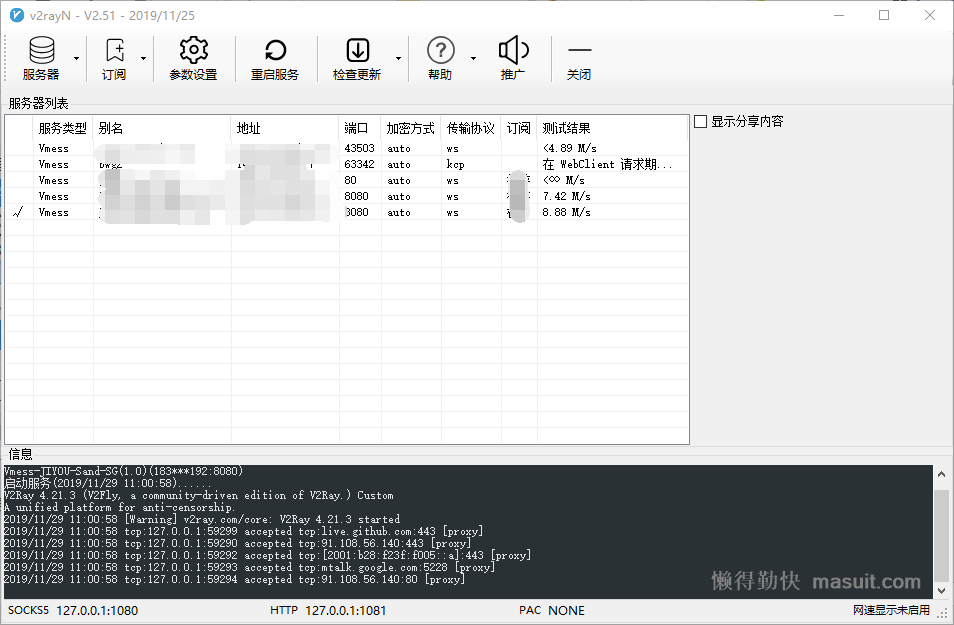 v2rayN - V2.51 - 2019/11/25
服务器 订阅 参数设置 重启服务 检查更新 帮助 推广 关闭
服务器列表
服务类型 别名 地址 端口 加密方式 传输协议 订阅 测试结果
显示分享内容
Vmess 43503 auto ws <4.89 M/s
Vmess 63342 auto kcp 在 WebClient 请求期...
Vmess 80 auto ws <∞ M/s
Vmess 8080 auto ws 7.42 M/s
√ Vmess 8080 auto ws 8.88 M/s
信息
Vmess-JIYOU-Sand-SG(1.0)(183***192:8080)
启动服务(2019/11/29 11:00:58)......
V2Ray 4.21.3 (V2Fly, a community-driven edition of V2Ray.) Custom
A unified platform for anti-censorship.
2019/11/29 11:00:58 [Warning] v2ray.com/core: V2Ray 4.21.3 started
2019/11/29 11:00:58 tcp:127.0.0.1:59299 accepted tcp:live.github.com:443 [proxy]
2019/11/29 11:00:58 tcp:127.0.0.1:59290 accepted tcp:91.108.56.140:443 [proxy]
2019/11/29 11:00:58 tcp:127.0.0.1:59292 accepted tcp:[2001:b28:f23f:f005::a]:443 [proxy]
2019/11/29 11:00:58 tcp:127.0.0.1:59293 accepted tcp:mtalk.google.com:5228 [proxy]
2019/11/29 11:00:58 tcp:127.0.0.1:59294 accepted tcp:91.108.56.140:80 [proxy]
懒得勤快 masuit.com
SOCKS5 127.0.0.1:1080 HTTP 127.0.0.1:1081 PAC NONE 网速显示未启用